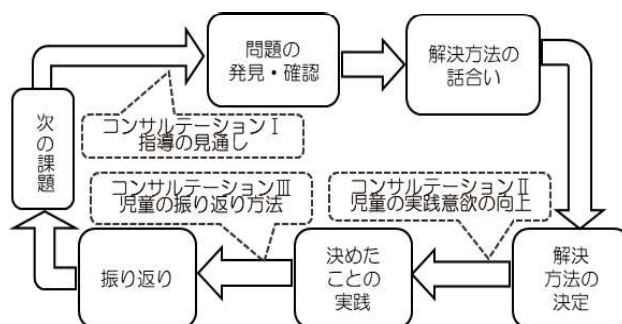 問題の
発見・確認
解決方法の
話合い
コンサルテーションⅠ
指導の見通し
次の課題
コンサルテーションⅢ
児童の振り返り方法
コンサルテーションⅡ
児童の実践意欲の向上
振り返り
決めた
ことの
実践
解決
方法の
決定